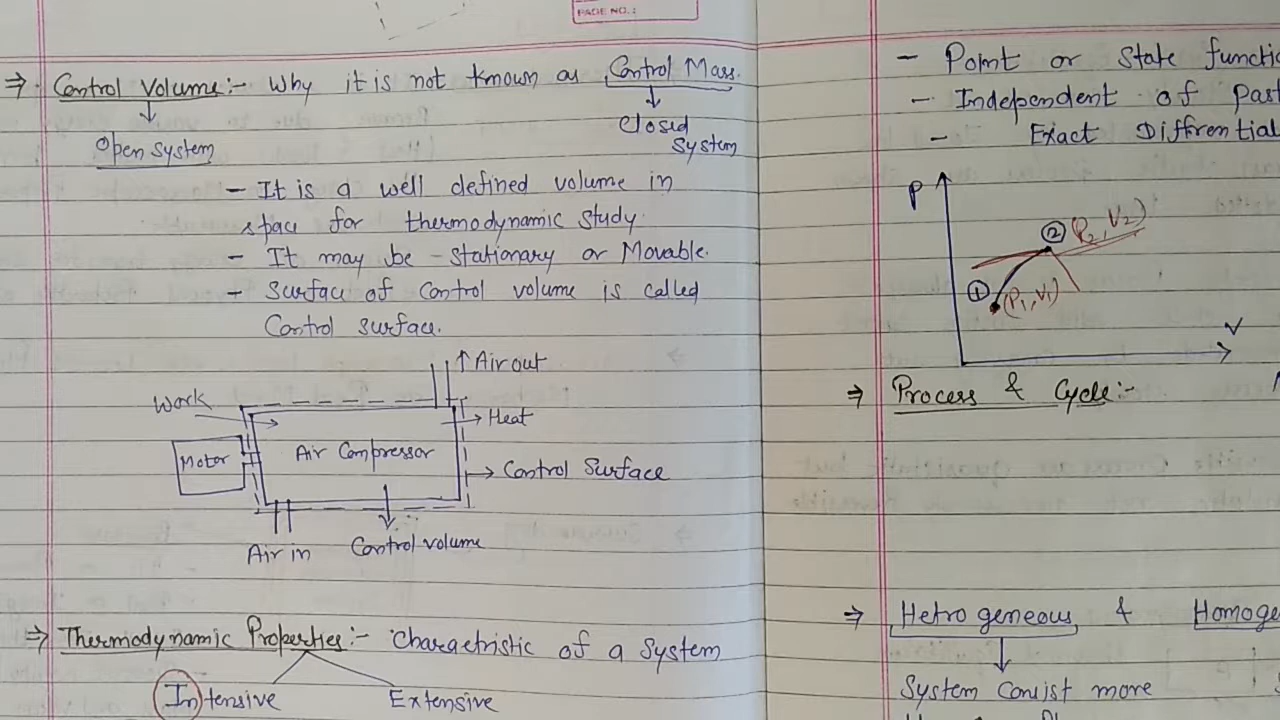 PAGE NO.:
⇒ Control Volume:- Why it is not known as Control Mass.
Open System
Closed
System
- It is a well defined volume in
space for thermodynamic study.
- It may be - stationary or Movable.
- Surface of Control volume is called
Control surface.
Air out
Work
Heat
Motor
Air Compressor
Control Surface
Air in
Control volume
⇒ Thermodynamic Properties:- Charactristic of a System
Intensive Extensive
- Point or State functio
- Independent of Past
- Exact Diffrential
P
② (P2, V2)
① (P1, V1)
V
⇒ Process & Cycle:-
⇒ Hetrogeneous & Homoge
System Consist more